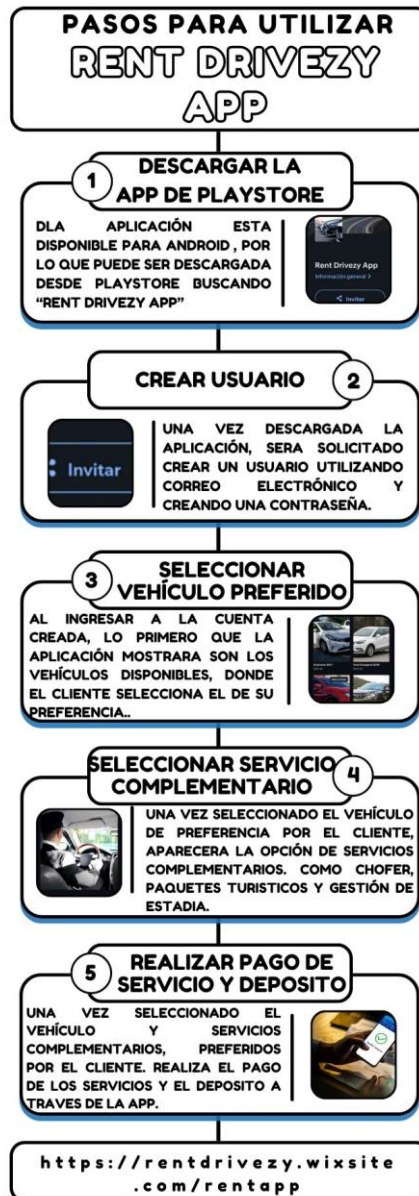 PASOS PARA UTILIZAR
RENT DRIVEZY
APP
1
DESCARGAR LA
APP DE PLAYSTORE
DLA APLICACIÓN ESTA
DISPONIBLE PARA ANDROID , POR
LO QUE PUEDE SER DESCARGADA
DESDE PLAYSTORE BUSCANDO
“RENT DRIVEZY APP”
Rent Drivezy App
Información general >
Invitar
CREAR USUARIO
2
Invitar
UNA VEZ DESCARGADA LA
APLICACIÓN, SERA SOLICITADO
CREAR UN USUARIO UTILIZANDO
CORREO ELECTRÓNICO Y
CREANDO UNA CONTRASEÑA.
3
SELECCIONAR
VEHÍCULO PREFERIDO
AL INGRESAR A LA CUENTA
CREADA, LO PRIMERO QUE LA
APLICACIÓN MOSTRARA SON LOS
VEHÍCULOS DISPONIBLES, DONDE
EL CLIENTE SELECCIONA EL DE SU
PREFERENCIA..
SELECCIONAR SERVICIO
COMPLEMENTARIO
4
UNA VEZ SELECCIONADO EL VEHÍCULO
DE PREFERENCIA POR EL CLIENTE,
APARECERA LA OPCIÓN DE SERVICIOS
COMPLEMENTARIOS. COMO CHOFER,
PAQUETES TURISTICOS Y GESTIÓN DE
ESTADIA.
5
REALIZAR PAGO DE
SERVICIO Y DEPOSITO
UNA VEZ SELECCIONADO EL
VEHÍCULO Y SERVICIOS
COMPLEMENTARIOS, PREFERIDOS
POR EL CLIENTE. REALIZA EL PAGO
DE LOS SERVICIOS Y EL DEPOSITO A
TRAVES DE LA APP.
https://rentdrivezy.wixsite
.com/rentapp